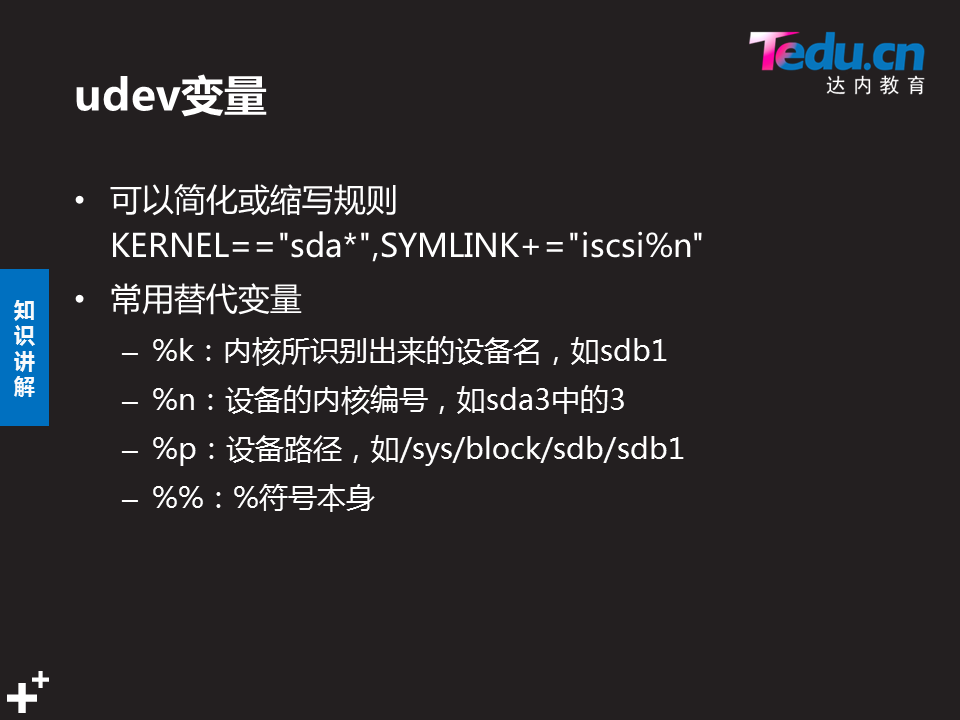 Tedu.cn
达内教育
udev变量
• 可以简化或缩写规则
KERNEL=="sda*",SYMLINK+="iscsi%n"
• 常用替代变量
– %k：内核所识别出来的设备名，如sdb1
– %n：设备的内核编号，如sda3中的3
– %p：设备路径，如/sys/block/sdb/sdb1
– %%：%符号本身
知识讲解